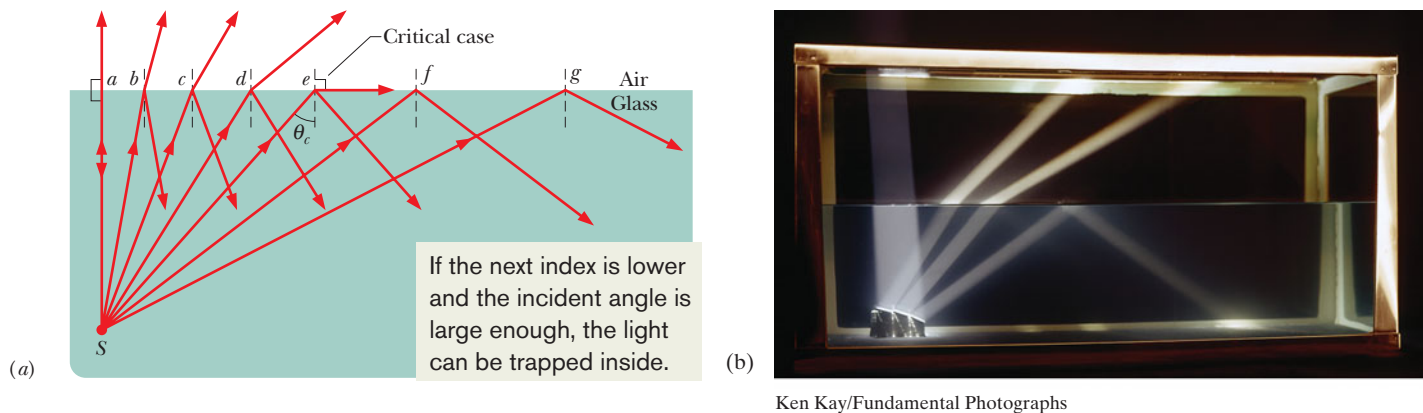 Critical case
a b c d e f g Air
Glass
θc
If the next index is lower
and the incident angle is
large enough, the light
can be trapped inside.
S
(a)
(b)
Ken Kay/Fundamental Photographs